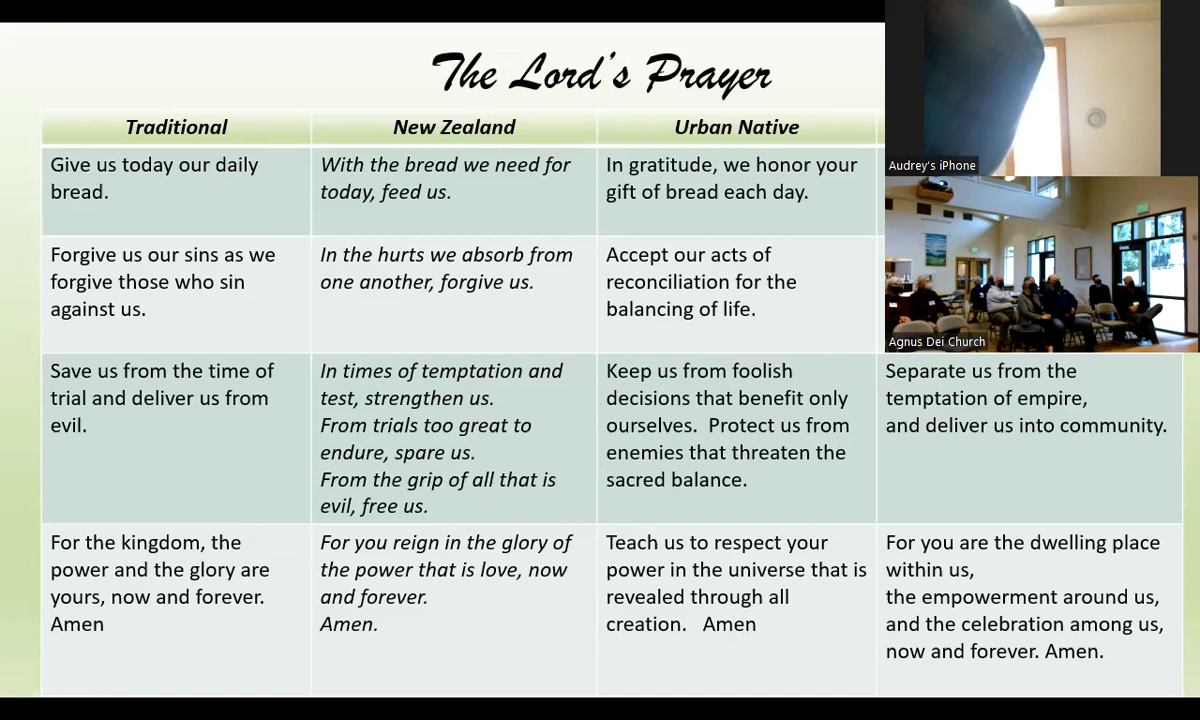 The Lord's Prayer
Traditional
New Zealand
Urban Native
Give us today our daily
bread.
With the bread we need for
today, feed us.
In gratitude, we honor your
gift of bread each day.
Forgive us our sins as we
forgive those who sin
against us.
In the hurts we absorb from
one another, forgive us.
Accept our acts of
reconciliation for the
balancing of life.
Save us from the time of
trial and deliver us from
evil.
In times of temptation and
test, strengthen us.
From trials too great to
endure, spare us.
From the grip of all that is
evil, free us.
Keep us from foolish
decisions that benefit only
ourselves.  Protect us from
enemies that threaten the
sacred balance.
Separate us from the
temptation of empire,
and deliver us into community.
For the kingdom, the
power and the glory are
yours, now and forever.
Amen
For you reign in the glory of
the power that is love, now
and forever.
Amen.
Teach us to respect your
power in the universe that is
revealed through all
creation.   Amen
For you are the dwelling place
within us,
the empowerment around us,
and the celebration among us,
now and forever. Amen.
Audrey's iPhone
Agnus Dei Church